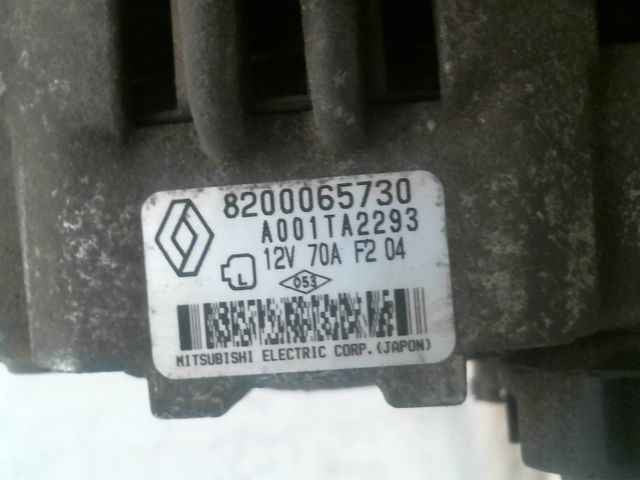 8200065730
A001TA2293
12V 70A F2 04
L
053
MITSUBISHI ELECTRIC CORP.(JAPON)